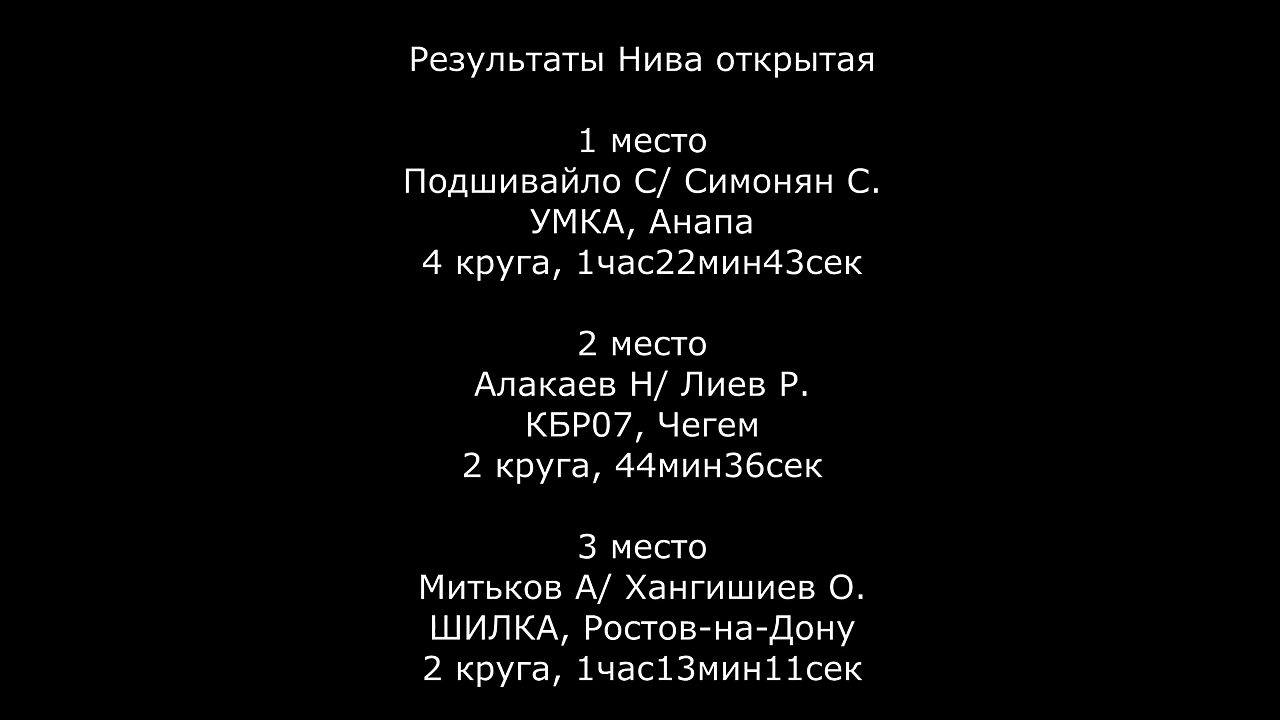 Результаты Нива открытая
1 место
Подшивайло С/ Симонян С.
УМКА, Анапа
4 круга, 1час22мин43сек
2 место
Алакаев Н/ Лиев Р.
КБР07, Чегем
2 круга, 44мин36сек
3 место
Митьков А/ Хангишиев О.
ШИЛКА, Ростов-на-Дону
2 круга, 1час13мин11сек